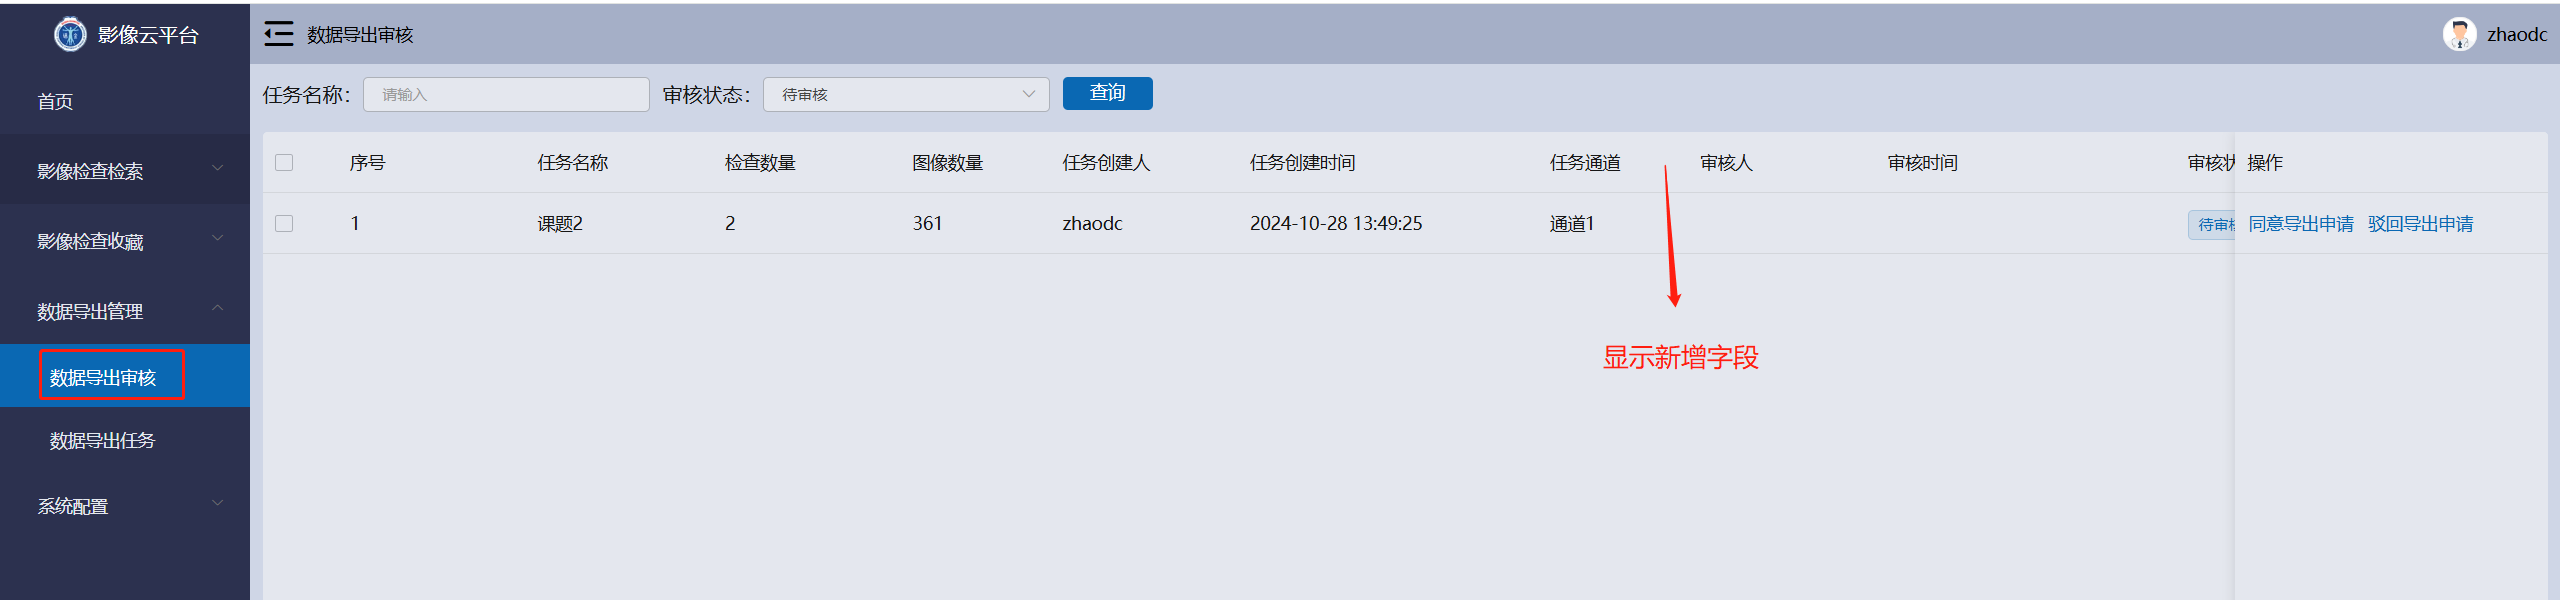 影像云平台
数据导出审核
zhaodc
首页
影像检查检索
影像检查收藏
数据导出管理
数据导出审核
数据导出任务
系统配置
任务名称： 请输入 审核状态： 待审核 查询
序号 任务名称 检查数量 图像数量 任务创建人 任务创建时间 任务通道 审核人 审核时间 审核状 操作
1 课题2 2 361 zhaodc 2024-10-28 13:49:25 通道1 待审核 同意导出申请 驳回导出申请
显示新增字段